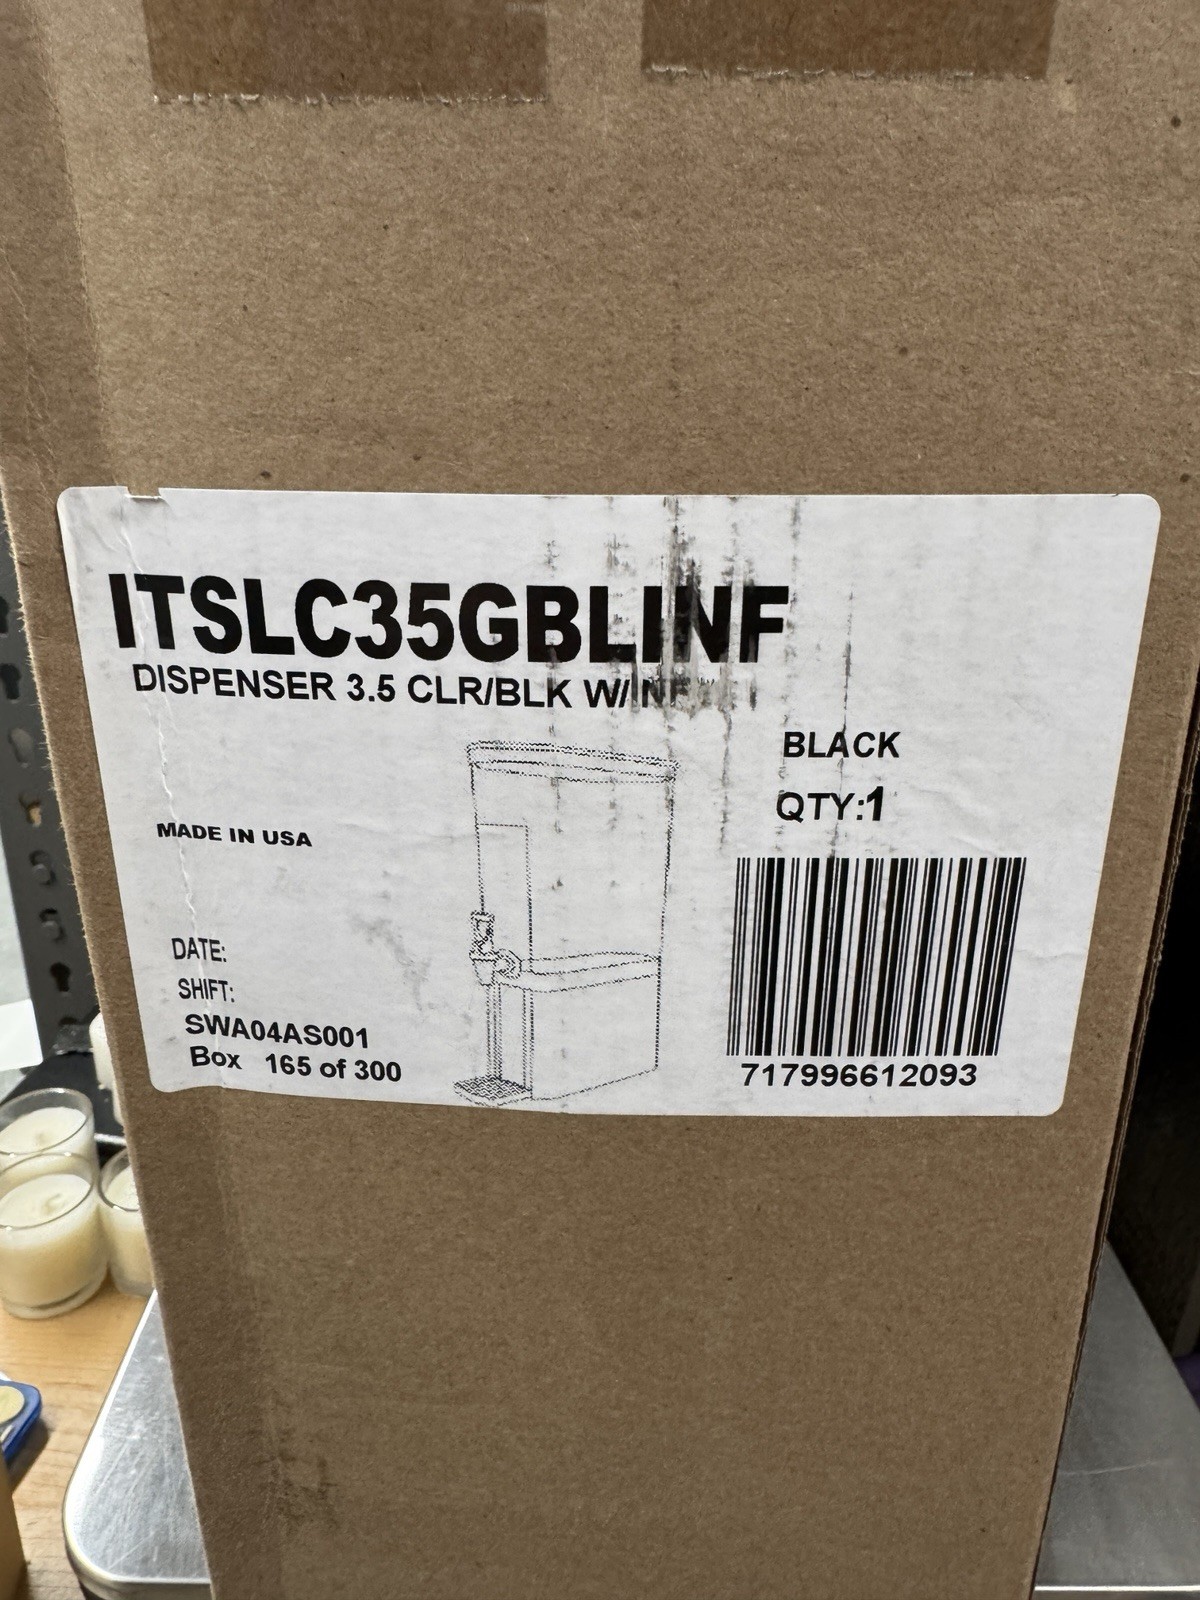 ITSLC35GBLINF
DISPENSER 3.5 CLR/BLK W/
BLACK
QTY:1
MADE IN USA
DATE:
SHIFT:
SWA04AS001
Box 165 of 300
717996612093